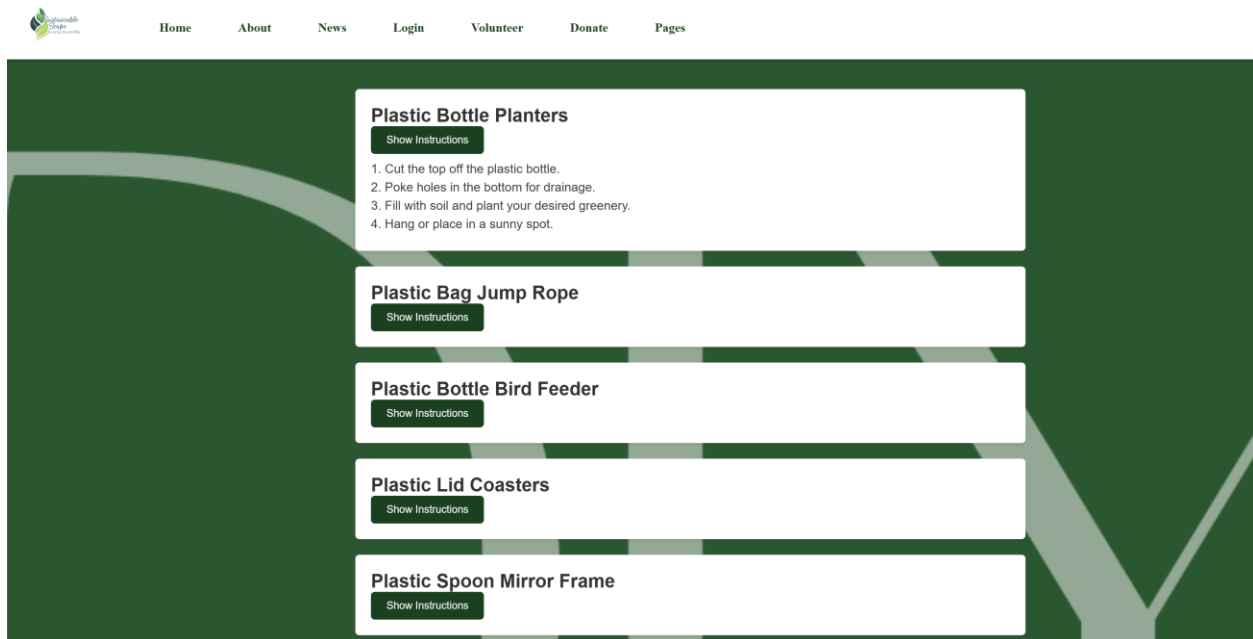 Sustainable
Scape
Home About News Login Volunteer Donate Pages
Plastic Bottle Planters
Show Instructions
1. Cut the top off the plastic bottle.
2. Poke holes in the bottom for drainage.
3. Fill with soil and plant your desired greenery.
4. Hang or place in a sunny spot.
Plastic Bag Jump Rope
Show Instructions
Plastic Bottle Bird Feeder
Show Instructions
Plastic Lid Coasters
Show Instructions
Plastic Spoon Mirror Frame
Show Instructions
DIY